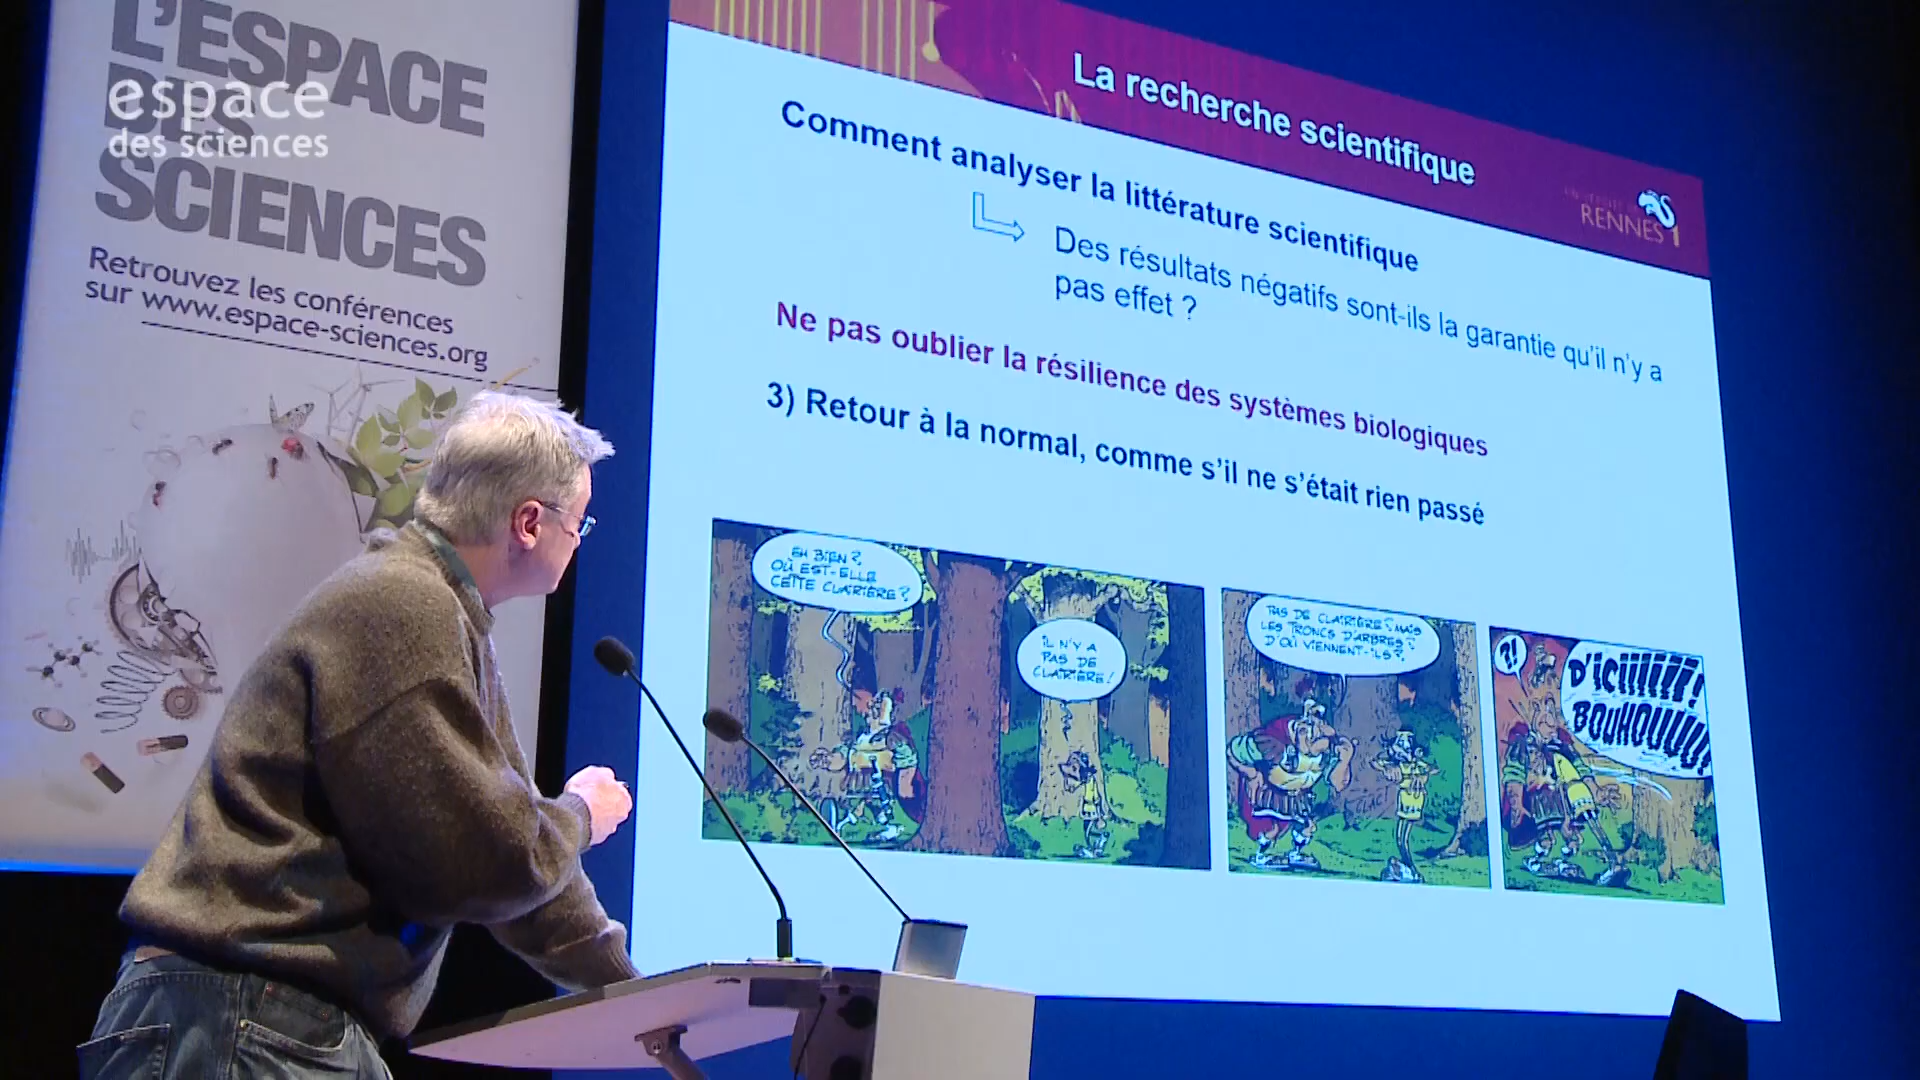 L'ESPACE
DES
SCIENCES
espace
des sciences
Retrouvez les conférences
sur www.espace-sciences.org
La recherche scientifique
RENNES 1
Comment analyser la littérature scientifique
Des résultats négatifs sont-ils la garantie qu'il n'y a
pas effet ?
Ne pas oublier la résilience des systèmes biologiques
3) Retour à la normal, comme s'il ne s'était rien passé
EH BIEN ?
OÙ EST-ELLE
CETTE CLAIRIÈRE ?
IL N'Y A
PAS DE
CLAIRIÈRE !
PAS DE CLAIRIÈRE ? MAIS
LES TRONCS D'ARBRES ?
D'OÙ VIENNENT-ILS ?
CLAC
?!
D'ICIIIIII !
BOUHOUUU !